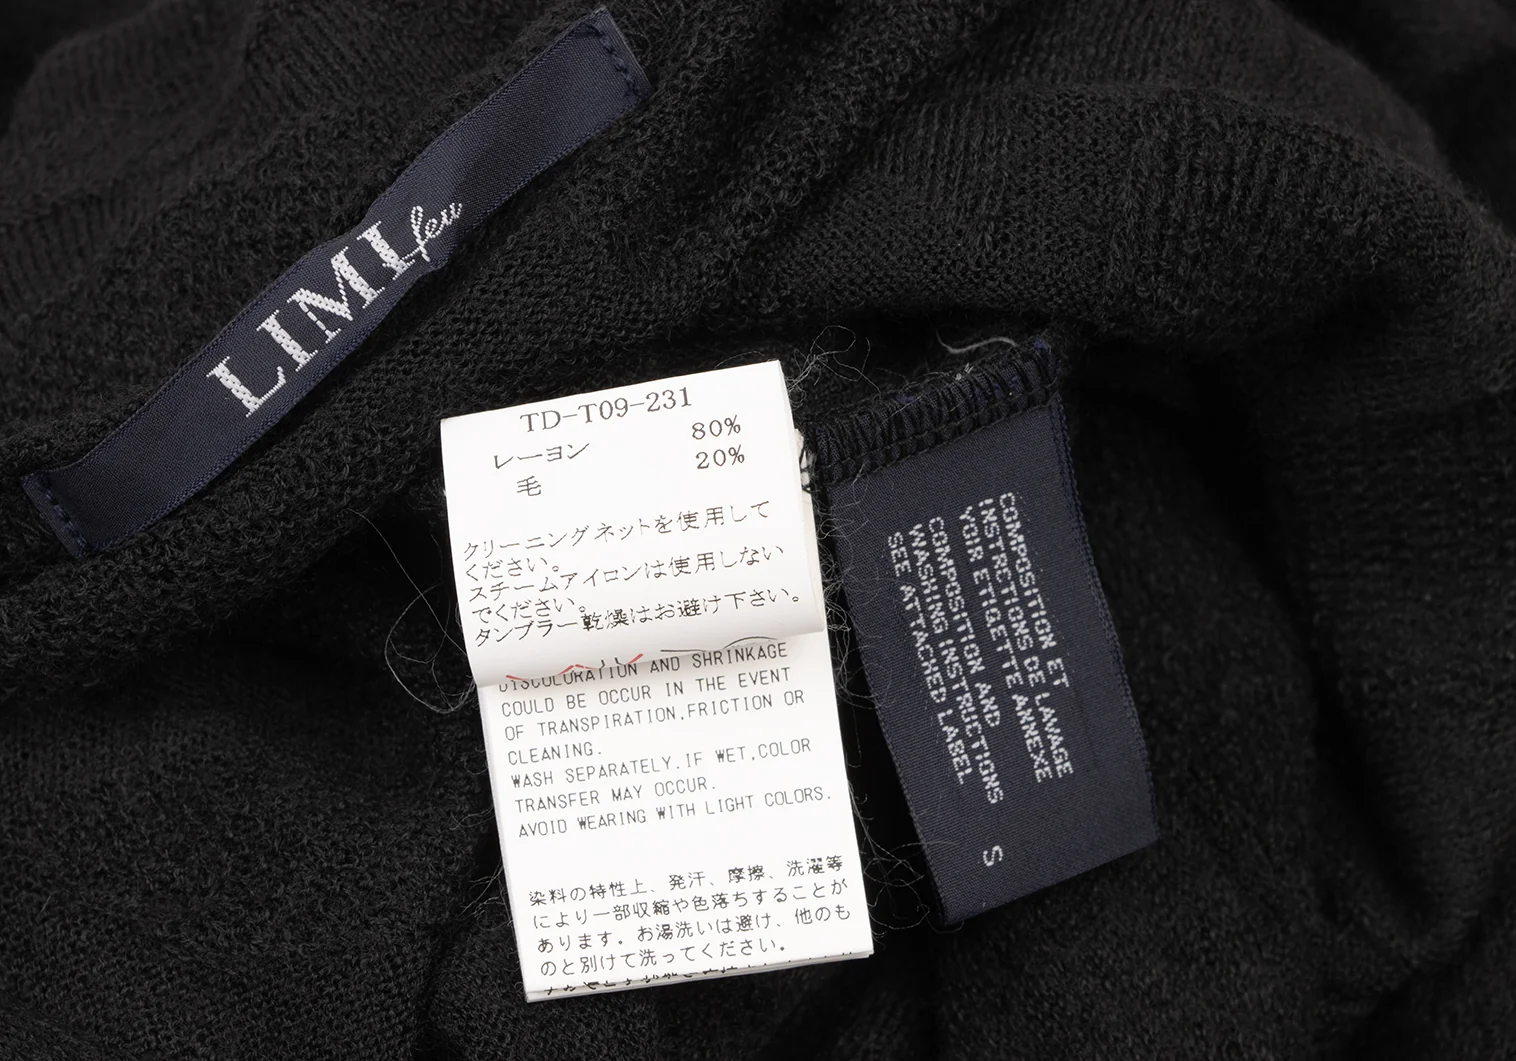 LIMI feu
TD-T09-231
レーヨン 80%
毛 20%
クリーニングネットを使用して
ください。
スチームアイロンは使用しない
でください。
タンブラー乾燥はお避け下さい。
DISCOLORATION AND SHRINKAGE
COULD BE OCCUR IN THE EVENT
OF TRANSPIRATION,FRICTION OR
CLEANING.
WASH SEPARATELY.IF WET,COLOR
TRANSFER MAY OCCUR.
AVOID WEARING WITH LIGHT COLORS.
染料の特性上、発汗、摩擦、洗濯等
により一部収縮や色落ちすることが
あります。お湯洗いは避け、他のも
のと別けて洗ってください。
COMPOSITION ET
INSTRETIONS DE LAVAGE
YOIR ETIGETTE ANNEXE
COMPOSITION AND
WASHING INSTRUCTIONS
SEE ATTACHED LABEL
S